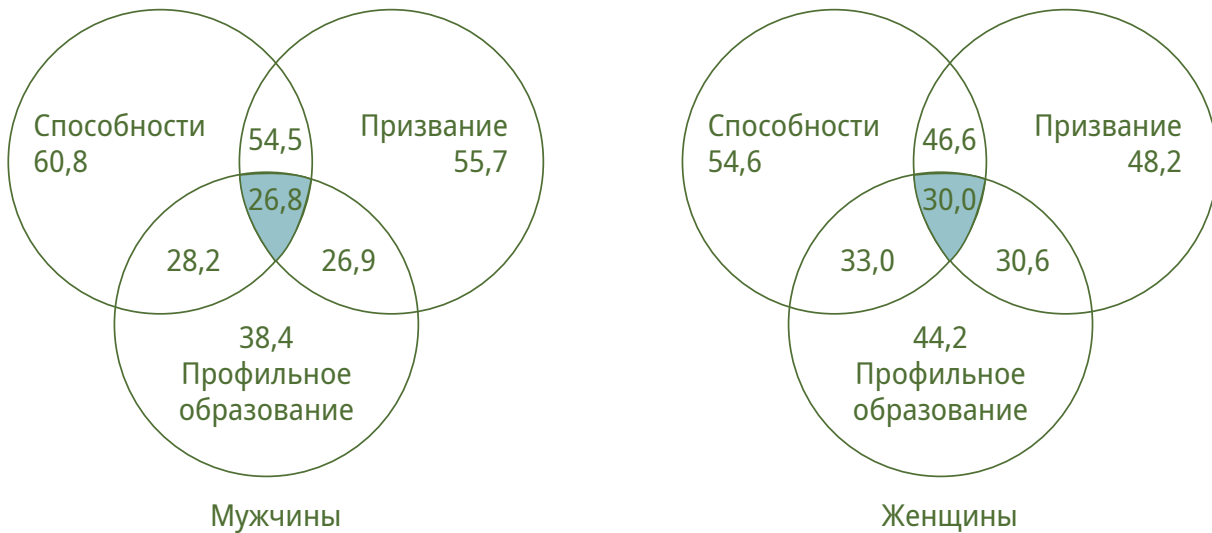 Способности
60,8
54,5
Призвание
55,7
26,8
28,2
26,9
38,4
Профильное
образование
Мужчины
Способности
54,6
46,6
Призвание
48,2
30,0
33,0
30,6
44,2
Профильное
образование
Женщины